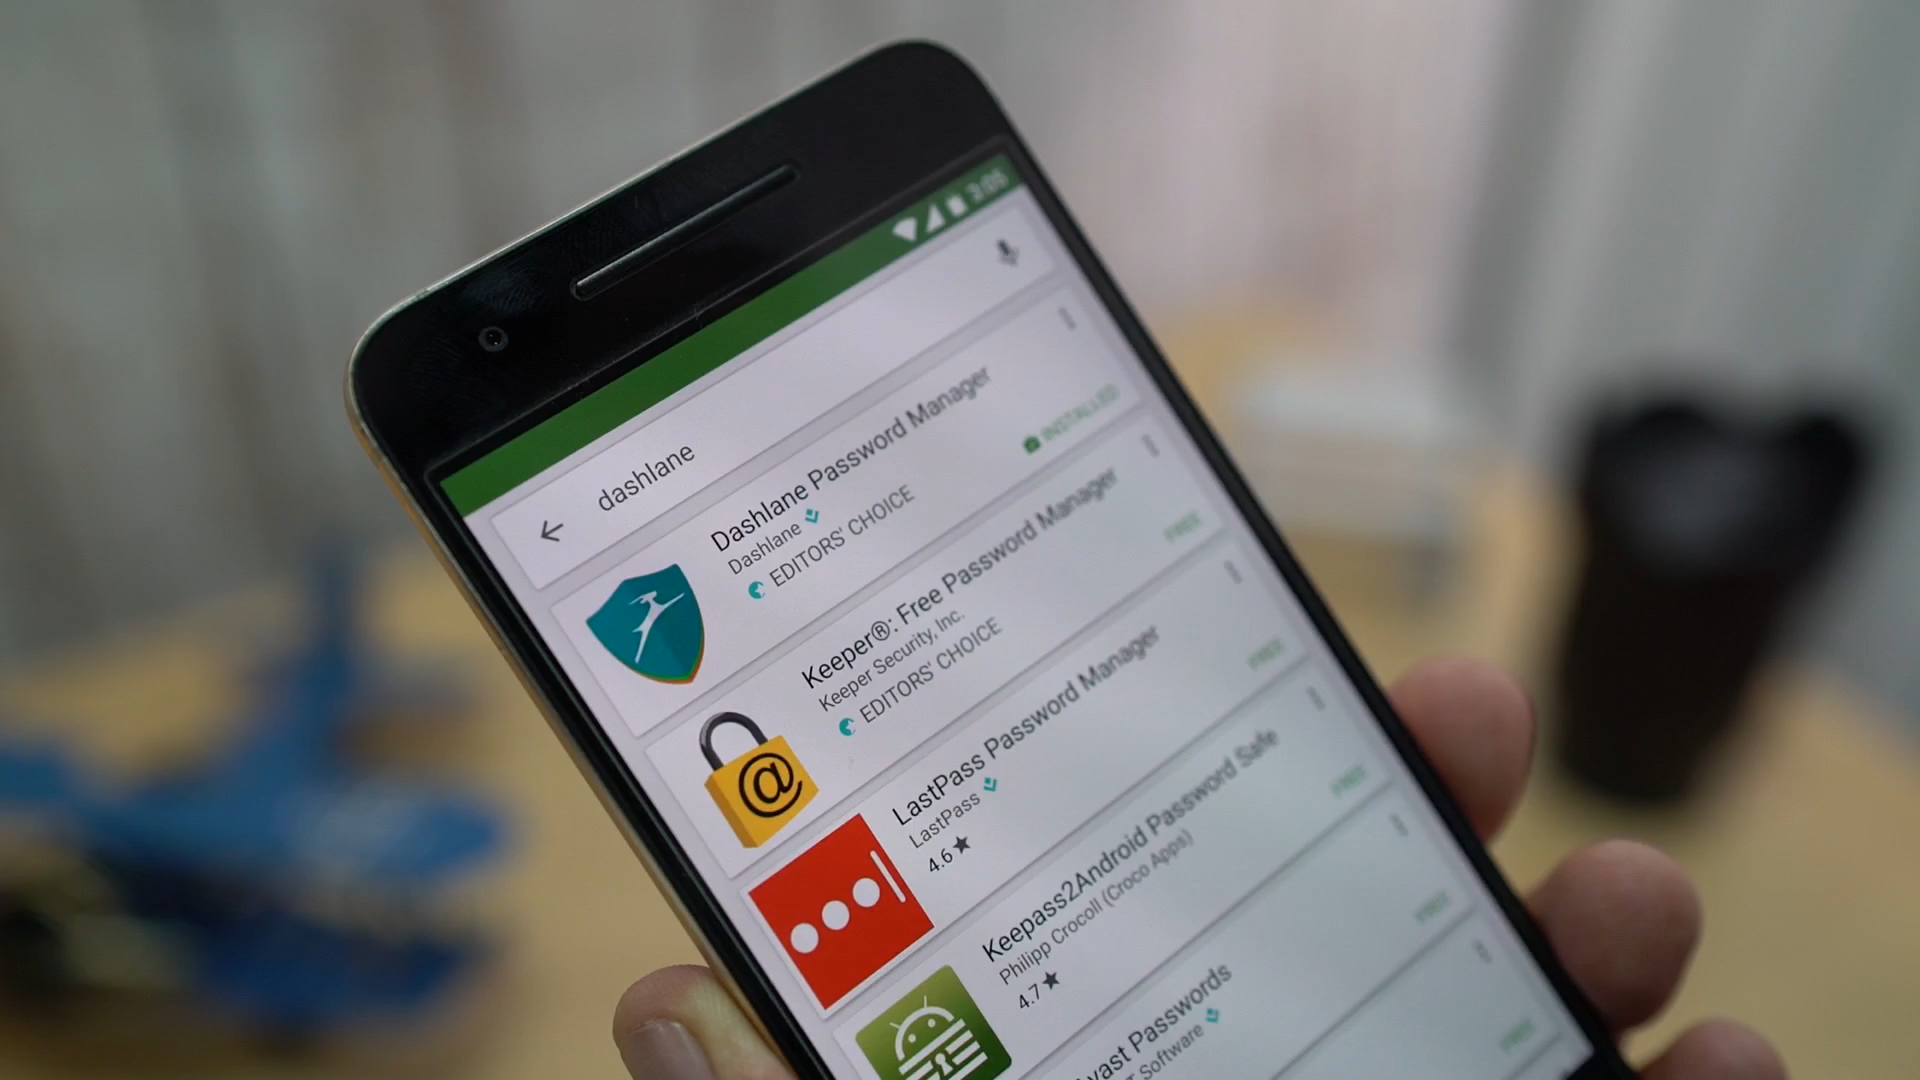 3:05
dashlane
Dashlane Password Manager
Dashlane
EDITORS' CHOICE
INSTALLED
Keeper®: Free Password Manager
Keeper Security, Inc.
EDITORS' CHOICE
FREE
LastPass Password Manager
LastPass
4.6
FREE
Keepass2Android Password Safe
Philipp Crocoll (Croco Apps)
4.7
FREE
Passwords
Software
FREE
FREE